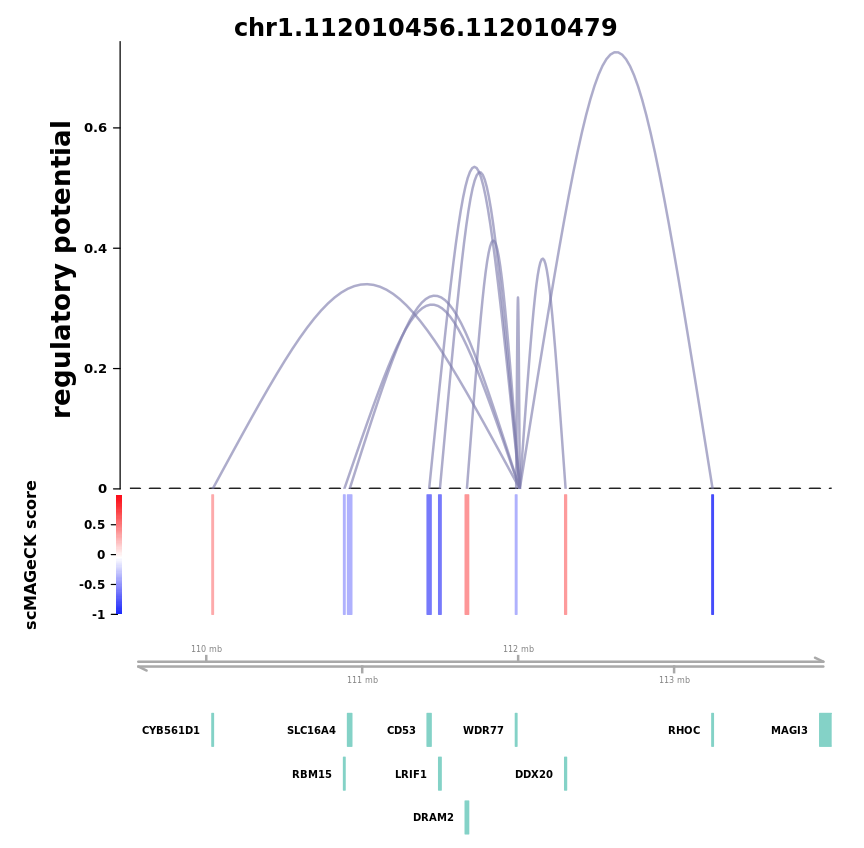 chr1.112010456.112010479
regulatory potential
0.6
0.4
0.2
0
scMAGeCK score
0.5
0
-0.5
-1
110 mb
112 mb
111 mb
113 mb
CYB561D1
SLC16A4
CD53
WDR77
RHOC
MAGI3
RBM15
LRIF1
DDX20
DRAM2